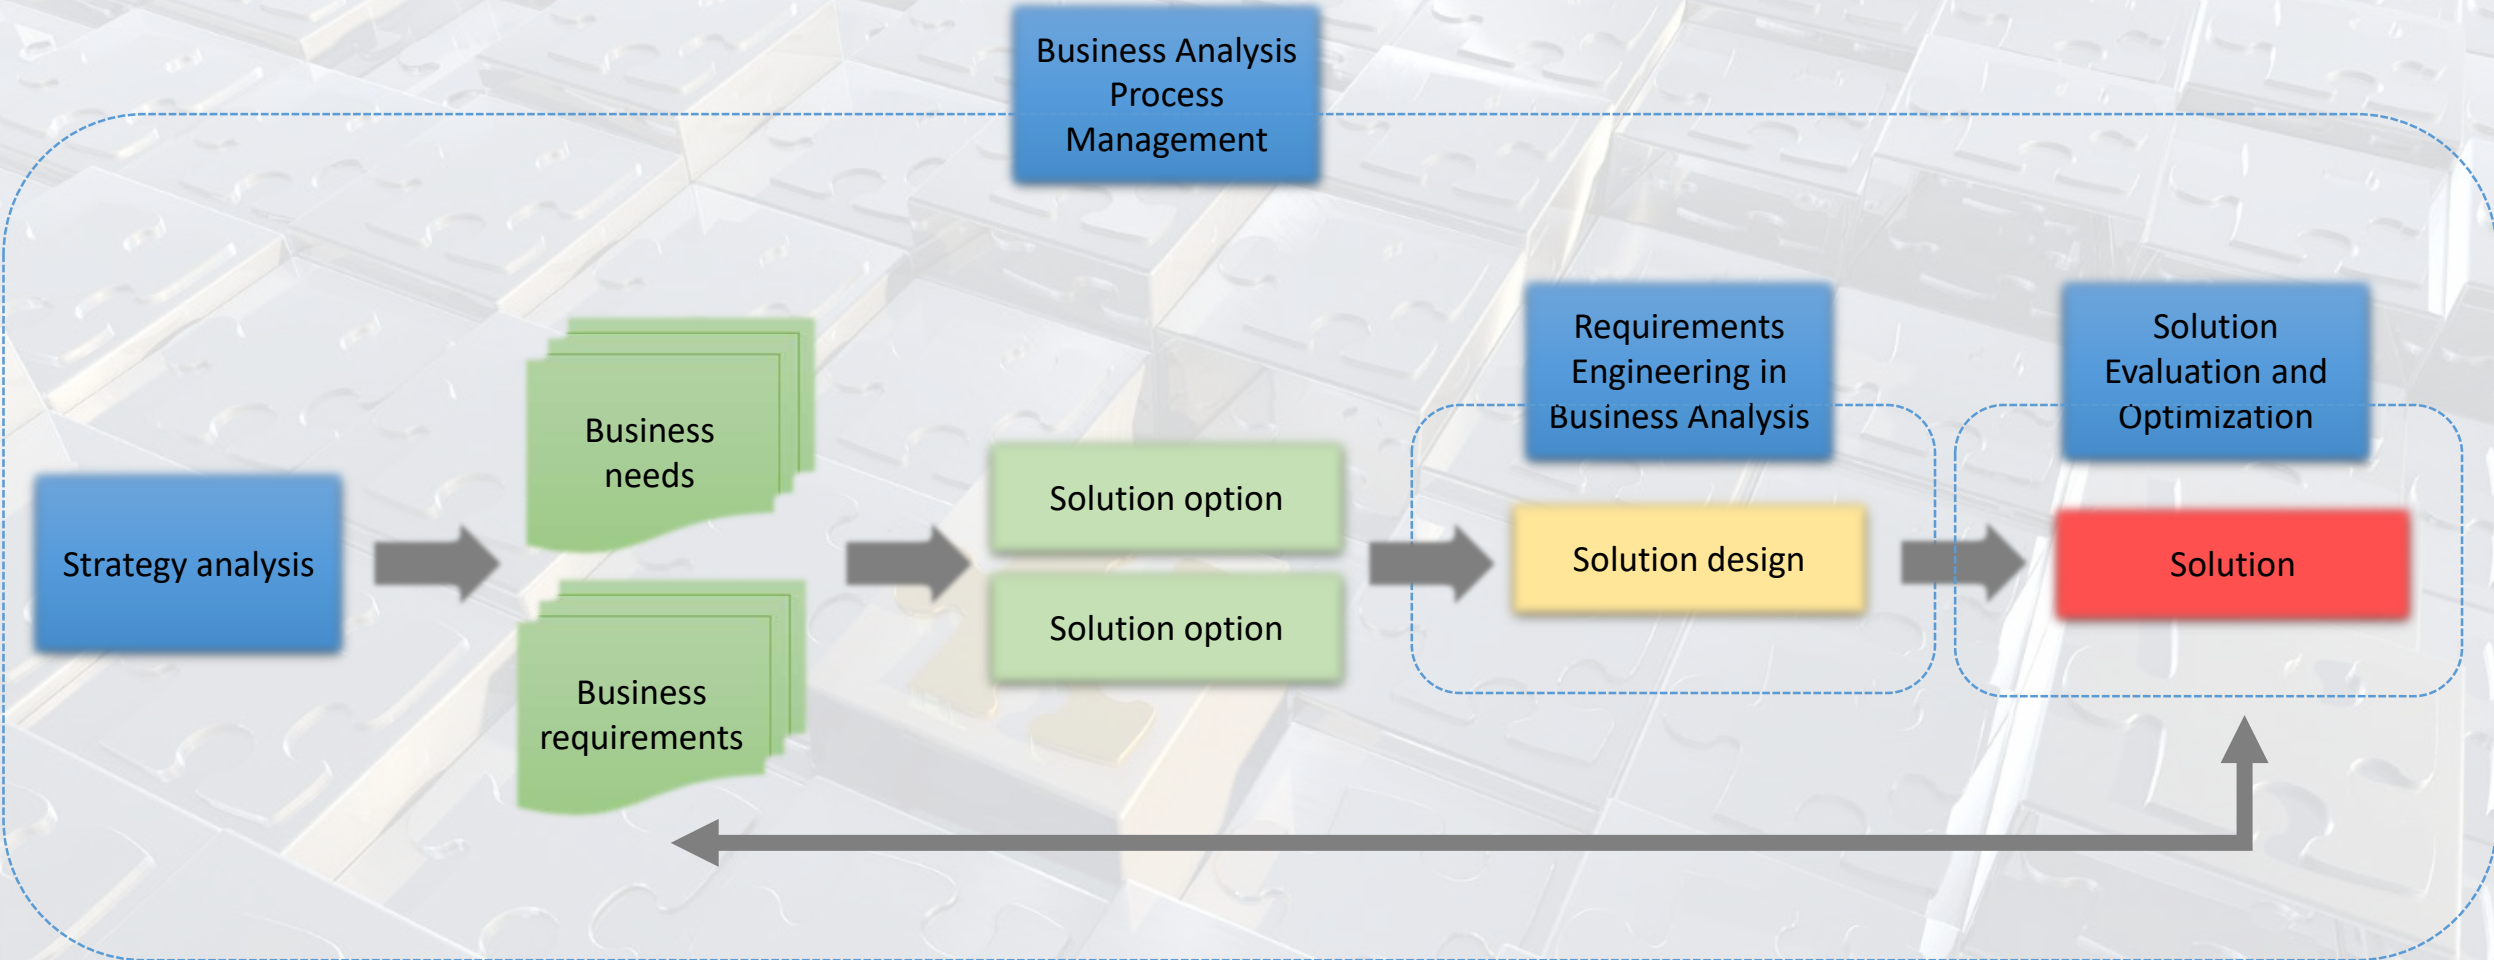 Business Analysis
Process
Management
Strategy analysis
Business
needs
Business
requirements
Solution option
Solution option
Requirements
Engineering in
Business Analysis
Solution design
Solution
Evaluation and
Optimization
Solution